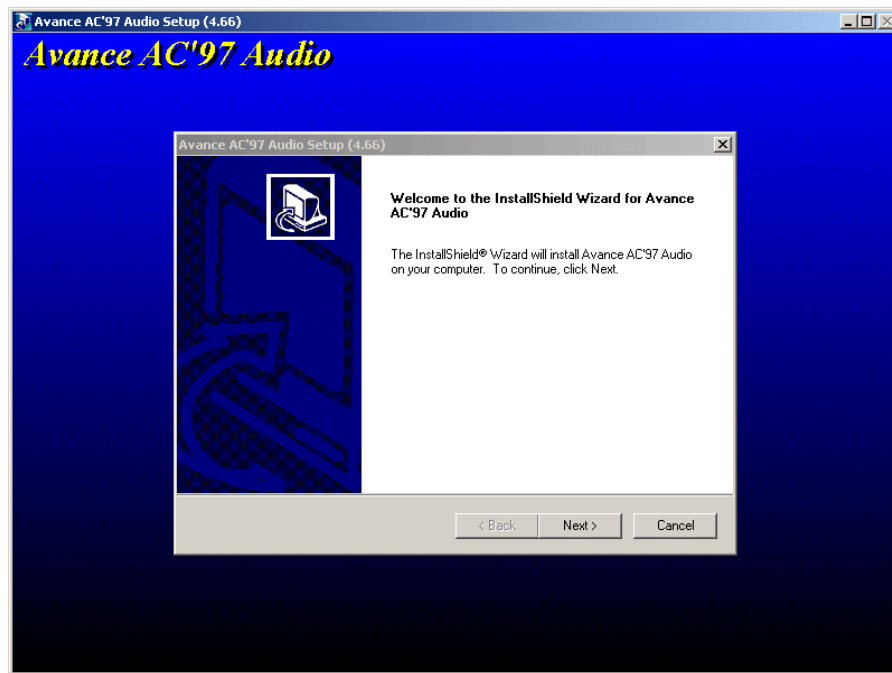 Avance AC'97 Audio Setup (4.66)
Avance AC'97 Audio
Avance AC'97 Audio Setup (4.66)
Welcome to the InstallShield Wizard for Avance
AC'97 Audio
The InstallShield® Wizard will install Avance AC'97 Audio
on your computer.  To continue, click Next.
< Back
Next >
Cancel